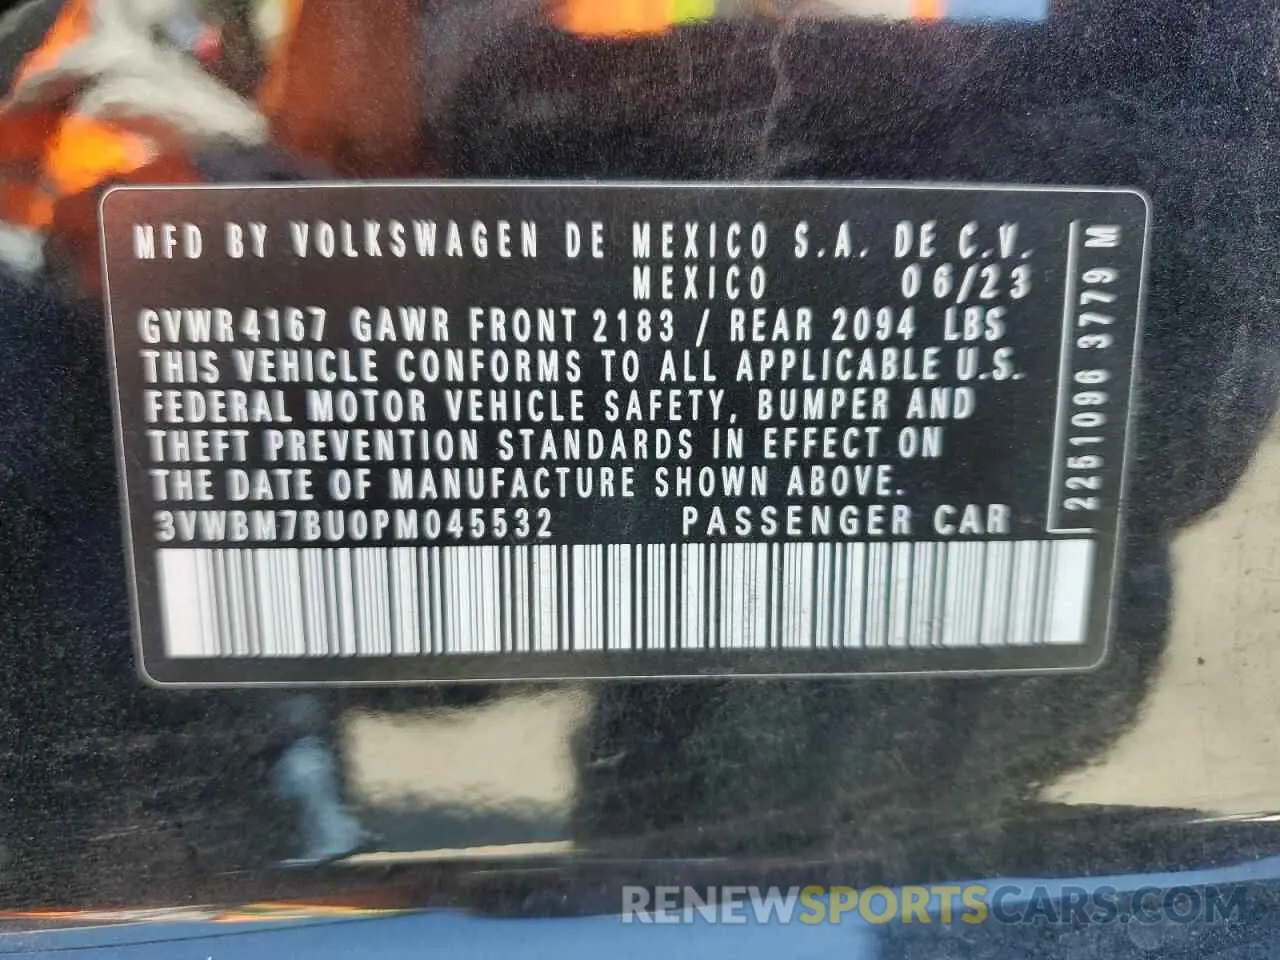 MFD BY VOLKSWAGEN DE MEXICO S.A. DE C.V.
MEXICO 06/23
GVWR 4167 GAWR FRONT 2183 / REAR 2094 LBS
THIS VEHICLE CONFORMS TO ALL APPLICABLE U.S.
FEDERAL MOTOR VEHICLE SAFETY, BUMPER AND
THEFT PREVENTION STANDARDS IN EFFECT ON
THE DATE OF MANUFACTURE SHOWN ABOVE.
3VWBM7BU0PM045532 PASSENGER CAR
2251096 3779 M
RENEWSPORTSCARS.COM